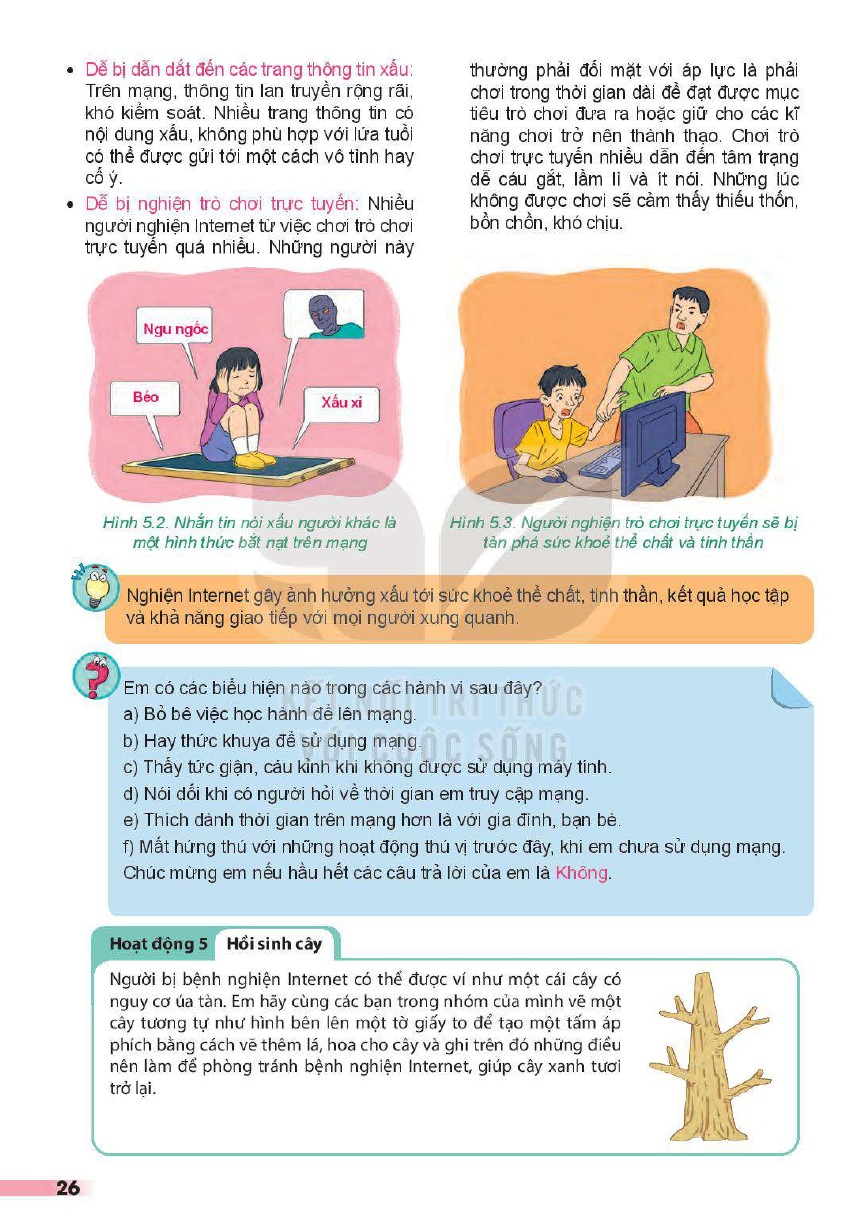 • Dễ bị dẫn dắt đến các trang thông tin xấu:
Trên mạng, thông tin lan truyền rộng rãi,
khó kiểm soát. Nhiều trang thông tin có
nội dung xấu, không phù hợp với lứa tuổi
có thể được gửi tới một cách vô tình hay
cố ý.
• Dễ bị nghiện trò chơi trực tuyến: Nhiều
người nghiện Internet từ việc chơi trò chơi
trực tuyến quá nhiều. Những người này
thường phải đối mặt với áp lực là phải
chơi trong thời gian dài để đạt được mục
tiêu trò chơi đưa ra hoặc giữ cho các kĩ
năng chơi trở nên thành thạo. Chơi trò
chơi trực tuyến nhiều dẫn đến tâm trạng
dễ cáu gắt, lầm lì và ít nói. Những lúc
không được chơi sẽ cảm thấy thiếu thốn,
bồn chồn, khó chịu.
Ngu ngốc
Béo
Xấu xí
Hình 5.2. Nhắn tin nói xấu người khác là
một hình thức bắt nạt trên mạng
Hình 5.3. Người nghiện trò chơi trực tuyến sẽ bị
tàn phá sức khoẻ thể chất và tinh thần
Nghiện Internet gây ảnh hưởng xấu tới sức khoẻ thể chất, tinh thần, kết quả học tập
và khả năng giao tiếp với mọi người xung quanh.
?
Em có các biểu hiện nào trong các hành vi sau đây?
a) Bỏ bê việc học hành để lên mạng.
b) Hay thức khuya để sử dụng mạng.
c) Thấy tức giận, cáu kỉnh khi không được sử dụng máy tính.
d) Nói dối khi có người hỏi về thời gian em truy cập mạng.
e) Thích dành thời gian trên mạng hơn là với gia đình, bạn bè.
f) Mất hứng thú với những hoạt động thú vị trước đây, khi em chưa sử dụng mạng.
Chúc mừng em nếu hầu hết các câu trả lời của em là Không.
KẾT NỐI TRI THỨC
VỚI CUỘC SỐNG
Hoạt động 5 Hồi sinh cây
Người bị bệnh nghiện Internet có thể được ví như một cái cây có
nguy cơ úa tàn. Em hãy cùng các bạn trong nhóm của mình vẽ một
cây tương tự như hình bên lên một tờ giấy to để tạo một tấm áp
phích bằng cách vẽ thêm lá, hoa cho cây và ghi trên đó những điều
nên làm để phòng tránh bệnh nghiện Internet, giúp cây xanh tươi
trở lại.
26